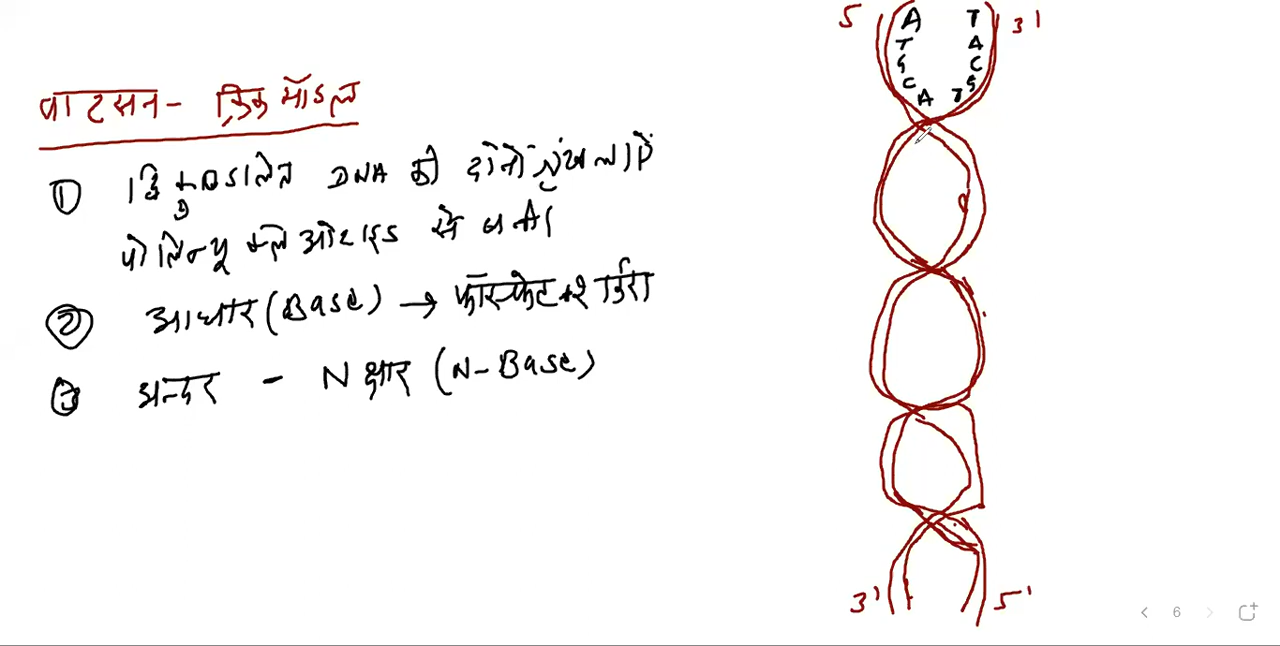 वाटसन- क्रिक मॉडल
① DNA की दोनों शृंखलाएं
पोलिन्यूक्लेओटाइड से बनी
② आधार (Base) → फॉस्फेट + शर्करा
③ अन्दर - N क्षार (N-Base)
5 A T 3'
T A
G C
C G
A T
3' 5'
6